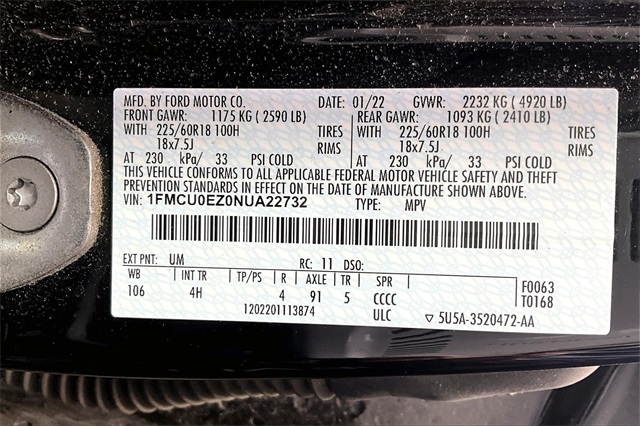 MFD. BY FORD MOTOR CO. DATE: 01/22 GVWR: 2232 KG ( 4920 LB)
FRONT GAWR: 1175 KG ( 2590 LB) REAR GAWR: 1093 KG ( 2410 LB)
WITH 225/60R18 100H TIRES WITH 225/60R18 100H TIRES
18x7.5J RIMS 18x7.5J RIMS
AT 230 kPa/ 33 PSI COLD AT 230 kPa/ 33 PSI COLD
THIS VEHICLE CONFORMS TO ALL APPLICABLE FEDERAL MOTOR VEHICLE SAFETY AND THEFT
PREVENTION STANDARDS IN EFFECT ON THE DATE OF MANUFACTURE SHOWN ABOVE.
VIN: 1FMCU0EZ0NUA22732 TYPE: MPV
EXT PNT: UM RC: 11 DSO:
WB INT TR TP/PS R AXLE TR SPR F0063
106 4H 4 91 5 CCCC T0168
1202201113874 ULC ▽ 5U5A-3520472-AA